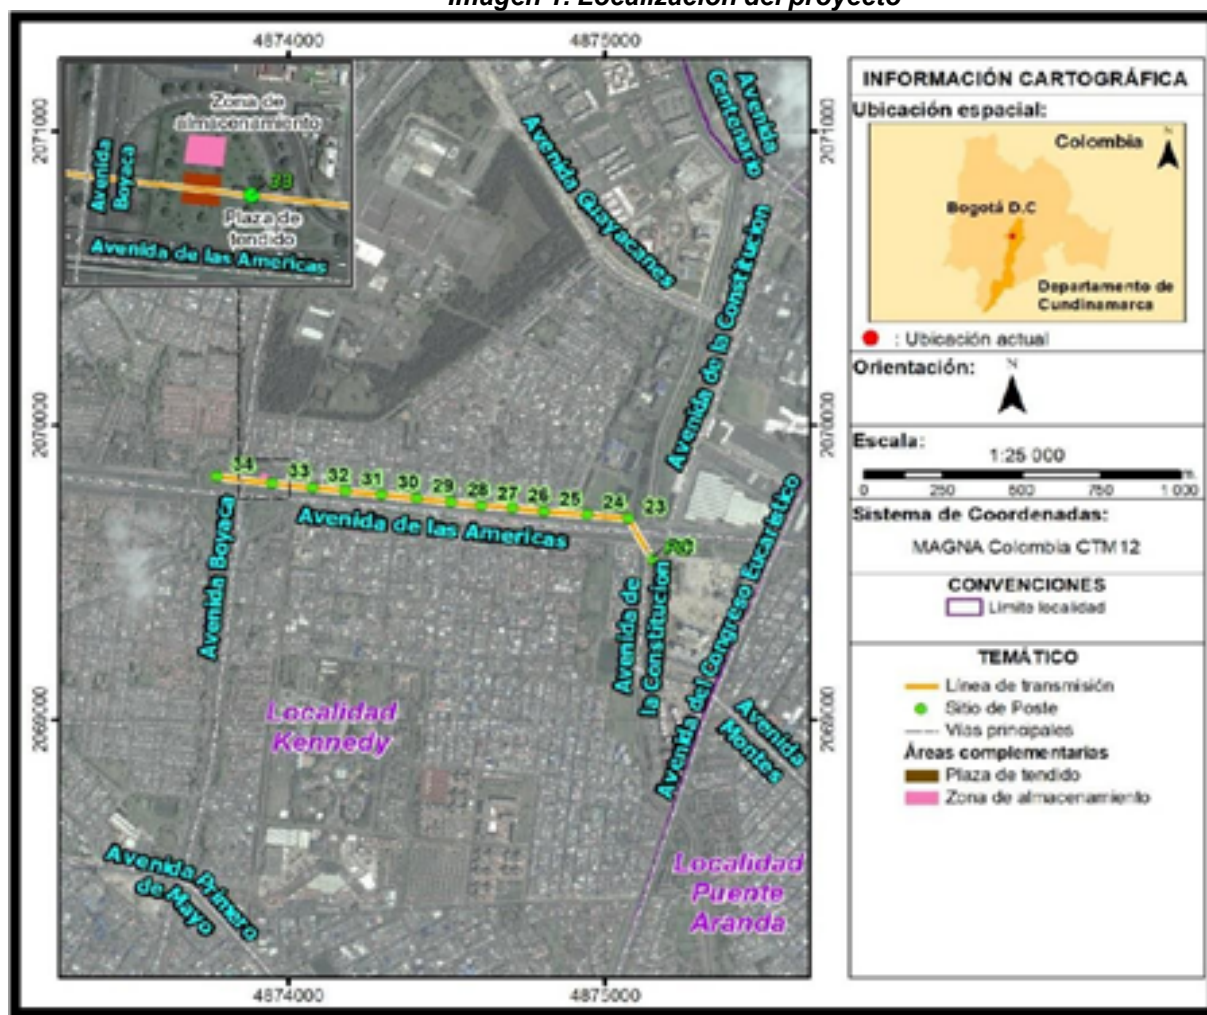 Imagen 1. Localización del proyecto
4874000
4875000
2071000
2070000
2069000
Zona de
almacenamiento
Avenida
Boyaca
33
Plaza de
tendido
Avenida de las Americas
Avenida Guayacanes
Avenida
Centenario
Avenida de la Constitucion
34
33
32
31
30
29
28
27
26
25
24
23
Avenida de las Americas
Avenida Boyaca
Avenida de
la Constitucion
Avenida del Congreso Eucarístico
Avenida
Montes
Localidad
Kennedy
Localidad
Puente
Aranda
Avenida Primero
de Mayo
2071000
2070000
2069000
4874000
4875000
INFORMACIÓN CARTOGRÁFICA
Ubicación espacial:
Colombia
N
Bogotá D.C
Departamento de
Cundinamarca
: Ubicación actual
Orientación:
N
Escala:
1:25 000
0 250 500 750 1 000
m
Sistema de Coordenadas:
MAGNA Colombia CTM12
CONVENCIONES
Limite localidad
TEMÁTICO
Línea de transmisión
Sitio de Poste
Vías principales
Áreas complementarias
Plaza de tendido
Zona de almacenamiento